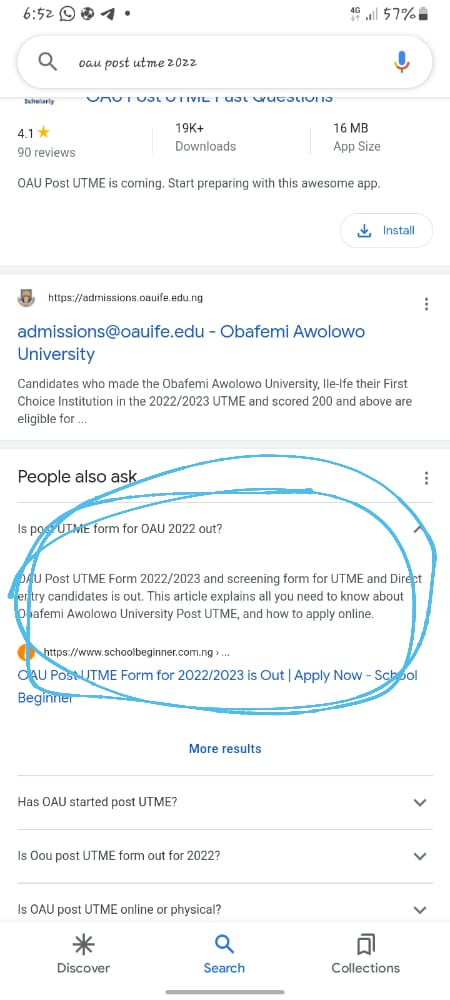 6:52
4G
57%
oau post utme 2022
Scholarly
OAU Post UTME Past Questions
4.1★
19K+
16 MB
90 reviews
Downloads
App Size
OAU Post UTME is coming. Start preparing with this awesome app.
Install
https://admissions.oauife.edu.ng
admissions@oauife.edu - Obafemi Awolowo
University
Candidates who made the Obafemi Awolowo University, Ile-Ife their First
Choice Institution in the 2022/2023 UTME and scored 200 and above are
eligible for ...
People also ask
Is post UTME form for OAU 2022 out?
OAU Post UTME Form 2022/2023 and screening form for UTME and Direct
entry candidates is out. This article explains all you need to know about
Obafemi Awolowo University Post UTME, and how to apply online.
https://www.schoolbeginner.com.ng › ...
OAU Post UTME Form for 2022/2023 is Out | Apply Now - School
Beginner
More results
Has OAU started post UTME?
Is Oou post UTME form out for 2022?
Is OAU post UTME online or physical?
Discover
Search
Collections